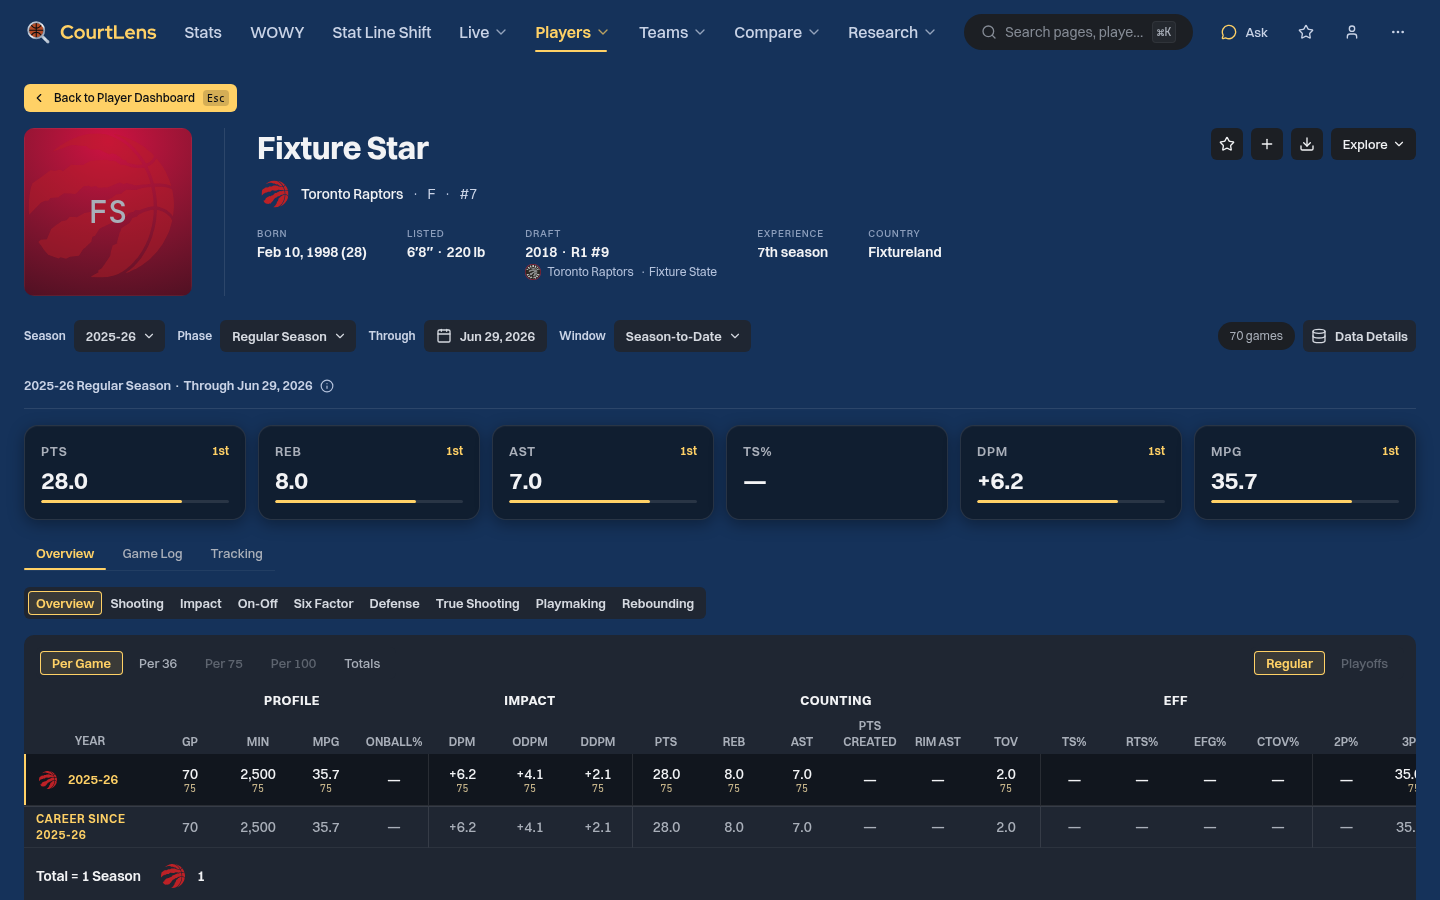 CourtLens Stats WOWY Stat Line Shift Live Players Teams Compare Research Search pages, playe... ⌘K Ask
Back to Player Dashboard Esc
FS
Fixture Star
Explore
Toronto Raptors · F · #7
BORN LISTED DRAFT EXPERIENCE COUNTRY
Feb 10, 1998 (28) 6′8″ · 220 lb 2018 · R1 #9 7th season Fixtureland
Toronto Raptors · Fixture State
Season 2025-26 Phase Regular Season Through Jun 29, 2026 Window Season-to-Date 70 games Data Details
2025-26 Regular Season · Through Jun 29, 2026
PTS 1st REB 1st AST 1st TS% DPM 1st MPG 1st
28.0 8.0 7.0 — +6.2 35.7
Overview Game Log Tracking
Overview Shooting Impact On-Off Six Factor Defense True Shooting Playmaking Rebounding
Per Game Per 36 Per 75 Per 100 Totals Regular Playoffs
PROFILE IMPACT COUNTING EFF
YEAR GP MIN MPG ONBALL% DPM ODPM DDPM PTS REB AST PTS CREATED RIM AST TOV TS% RTS% EFG% CTOV% 2P% 3P
2025-26 70 2,500 35.7 — +6.2 +4.1 +2.1 28.0 8.0 7.0 — — 2.0 — — — — — 35.
75 75 75 75 75 75 75 75 75 75
CAREER SINCE 2025-26 70 2,500 35.7 — +6.2 +4.1 +2.1 28.0 8.0 7.0 — — 2.0 — — — — — 35.
Total = 1 Season 1